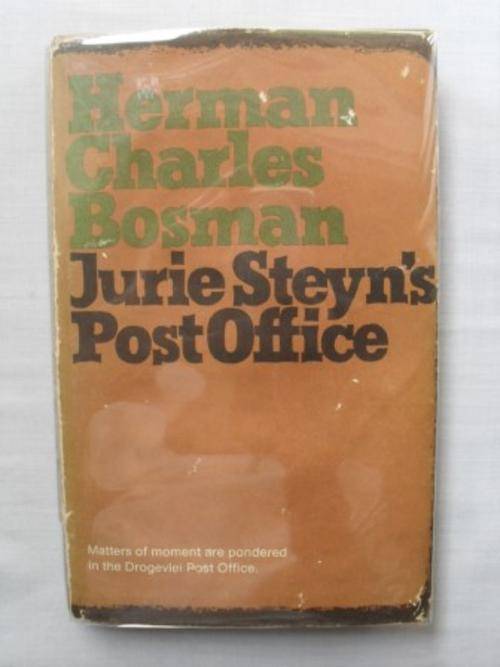 Herman
Charles
Bosman
Jurie Steyn's
Post Office
Matters of moment are pondered
in the Drogevlei Post Office.